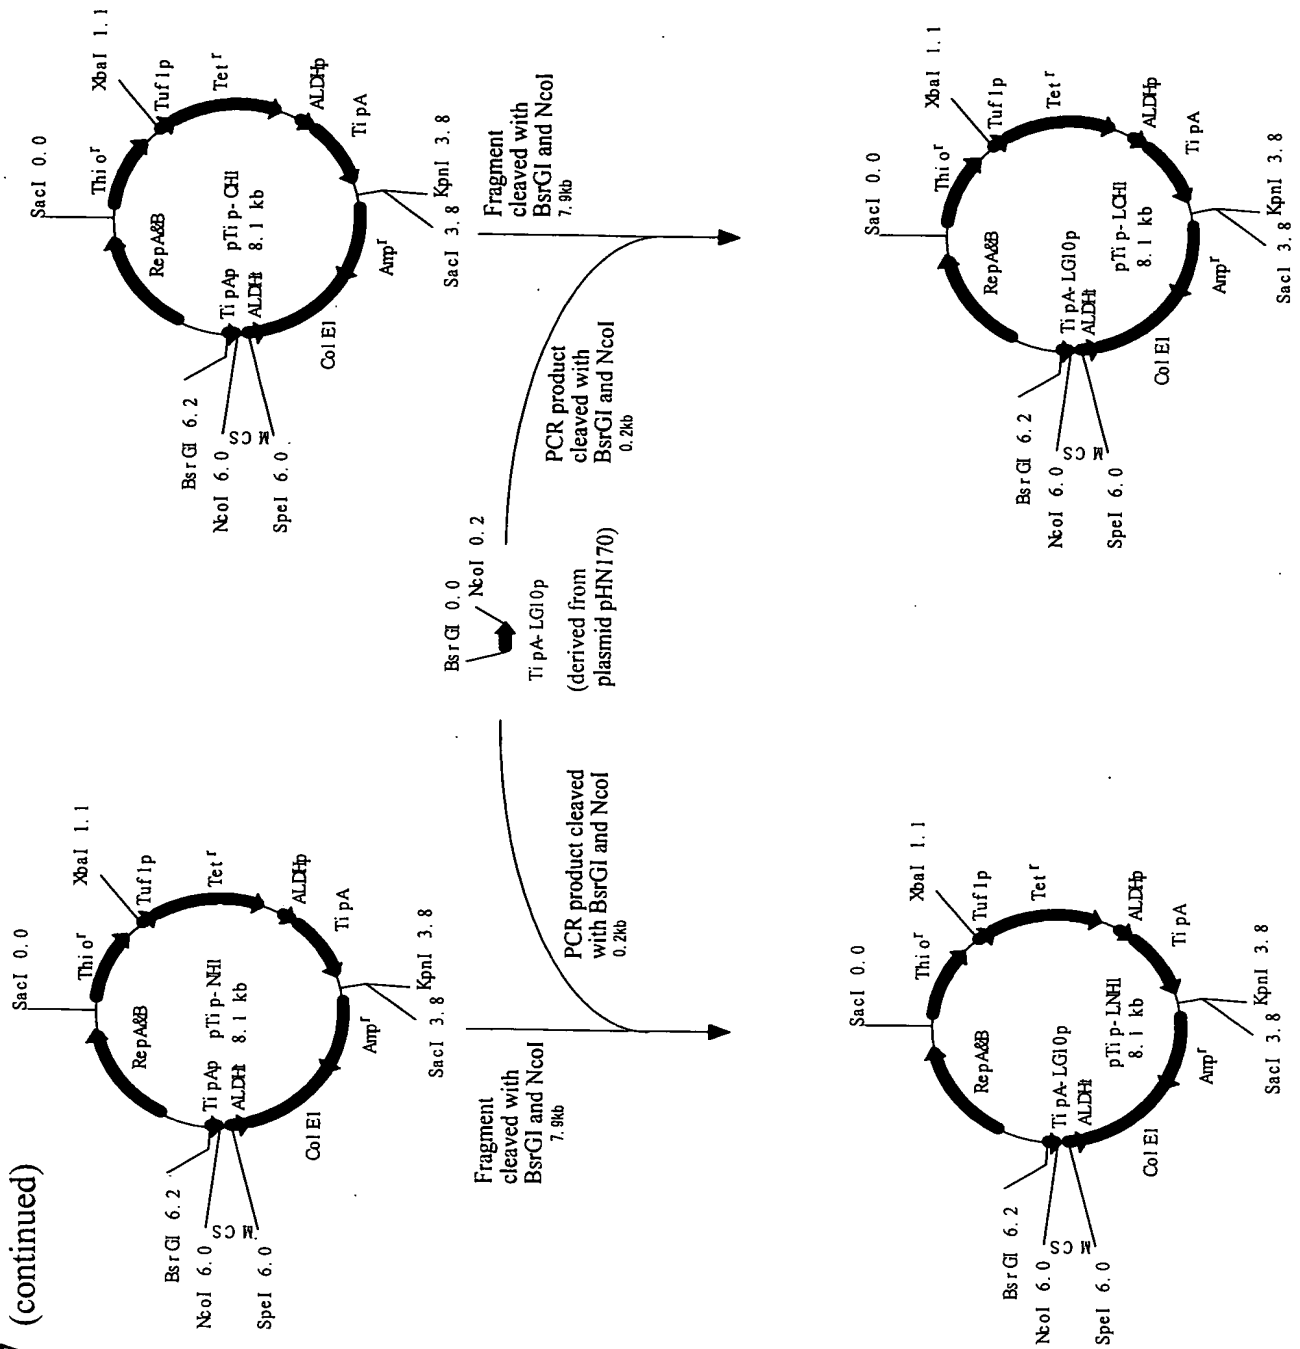 (continued)
SacI 0.0
XbaI 1.1
Thio^r
Tuf1p
Tet^r
ALDHp
TipA
RepA&B
TipAp pTip-NH1
ALDHt 8.1 kb
BsrGI 6.2
NcoI 6.0
MCS
SpeI 6.0
ColE1
Amp^r
SacI 3.8
KpnI 3.8
SacI 0.0
XbaI 1.1
Thio^r
Tuf1p
Tet^r
ALDHp
TipA
RepA&B
TipAp pTip-CH1
ALDHt 8.1 kb
BsrGI 6.2
NcoI 6.0
MCS
SpeI 6.0
ColE1
Amp^r
SacI 3.8
KpnI 3.8
Fragment
cleaved with
BsrGI and NcoI
7.9kb
PCR product cleaved
with BsrGI and NcoI
0.2kb
BsrGI 0.0
NcoI 0.2
TipA-LG10p
(derived from
plasmid pHN170)
PCR product
cleaved with
BsrGI and NcoI
0.2kb
Fragment
cleaved with
BsrGI and NcoI
7.9kb
SacI 0.0
XbaI 1.1
Thio^r
Tuf1p
Tet^r
ALDHp
TipA
RepA&B
TipA-LG10p
ALDHt
pTip-LNH1
8.1 kb
BsrGI 6.2
NcoI 6.0
MCS
SpeI 6.0
ColE1
Amp^r
SacI 3.8
KpnI 3.8
SacI 0.0
XbaI 1.1
Thio^r
Tuf1p
Tet^r
ALDHp
TipA
RepA&B
TipA-LG10p
ALDHt
pTip-LCH1
8.1 kb
BsrGI 6.2
NcoI 6.0
MCS
SpeI 6.0
ColE1
Amp^r
SacI 3.8
KpnI 3.8